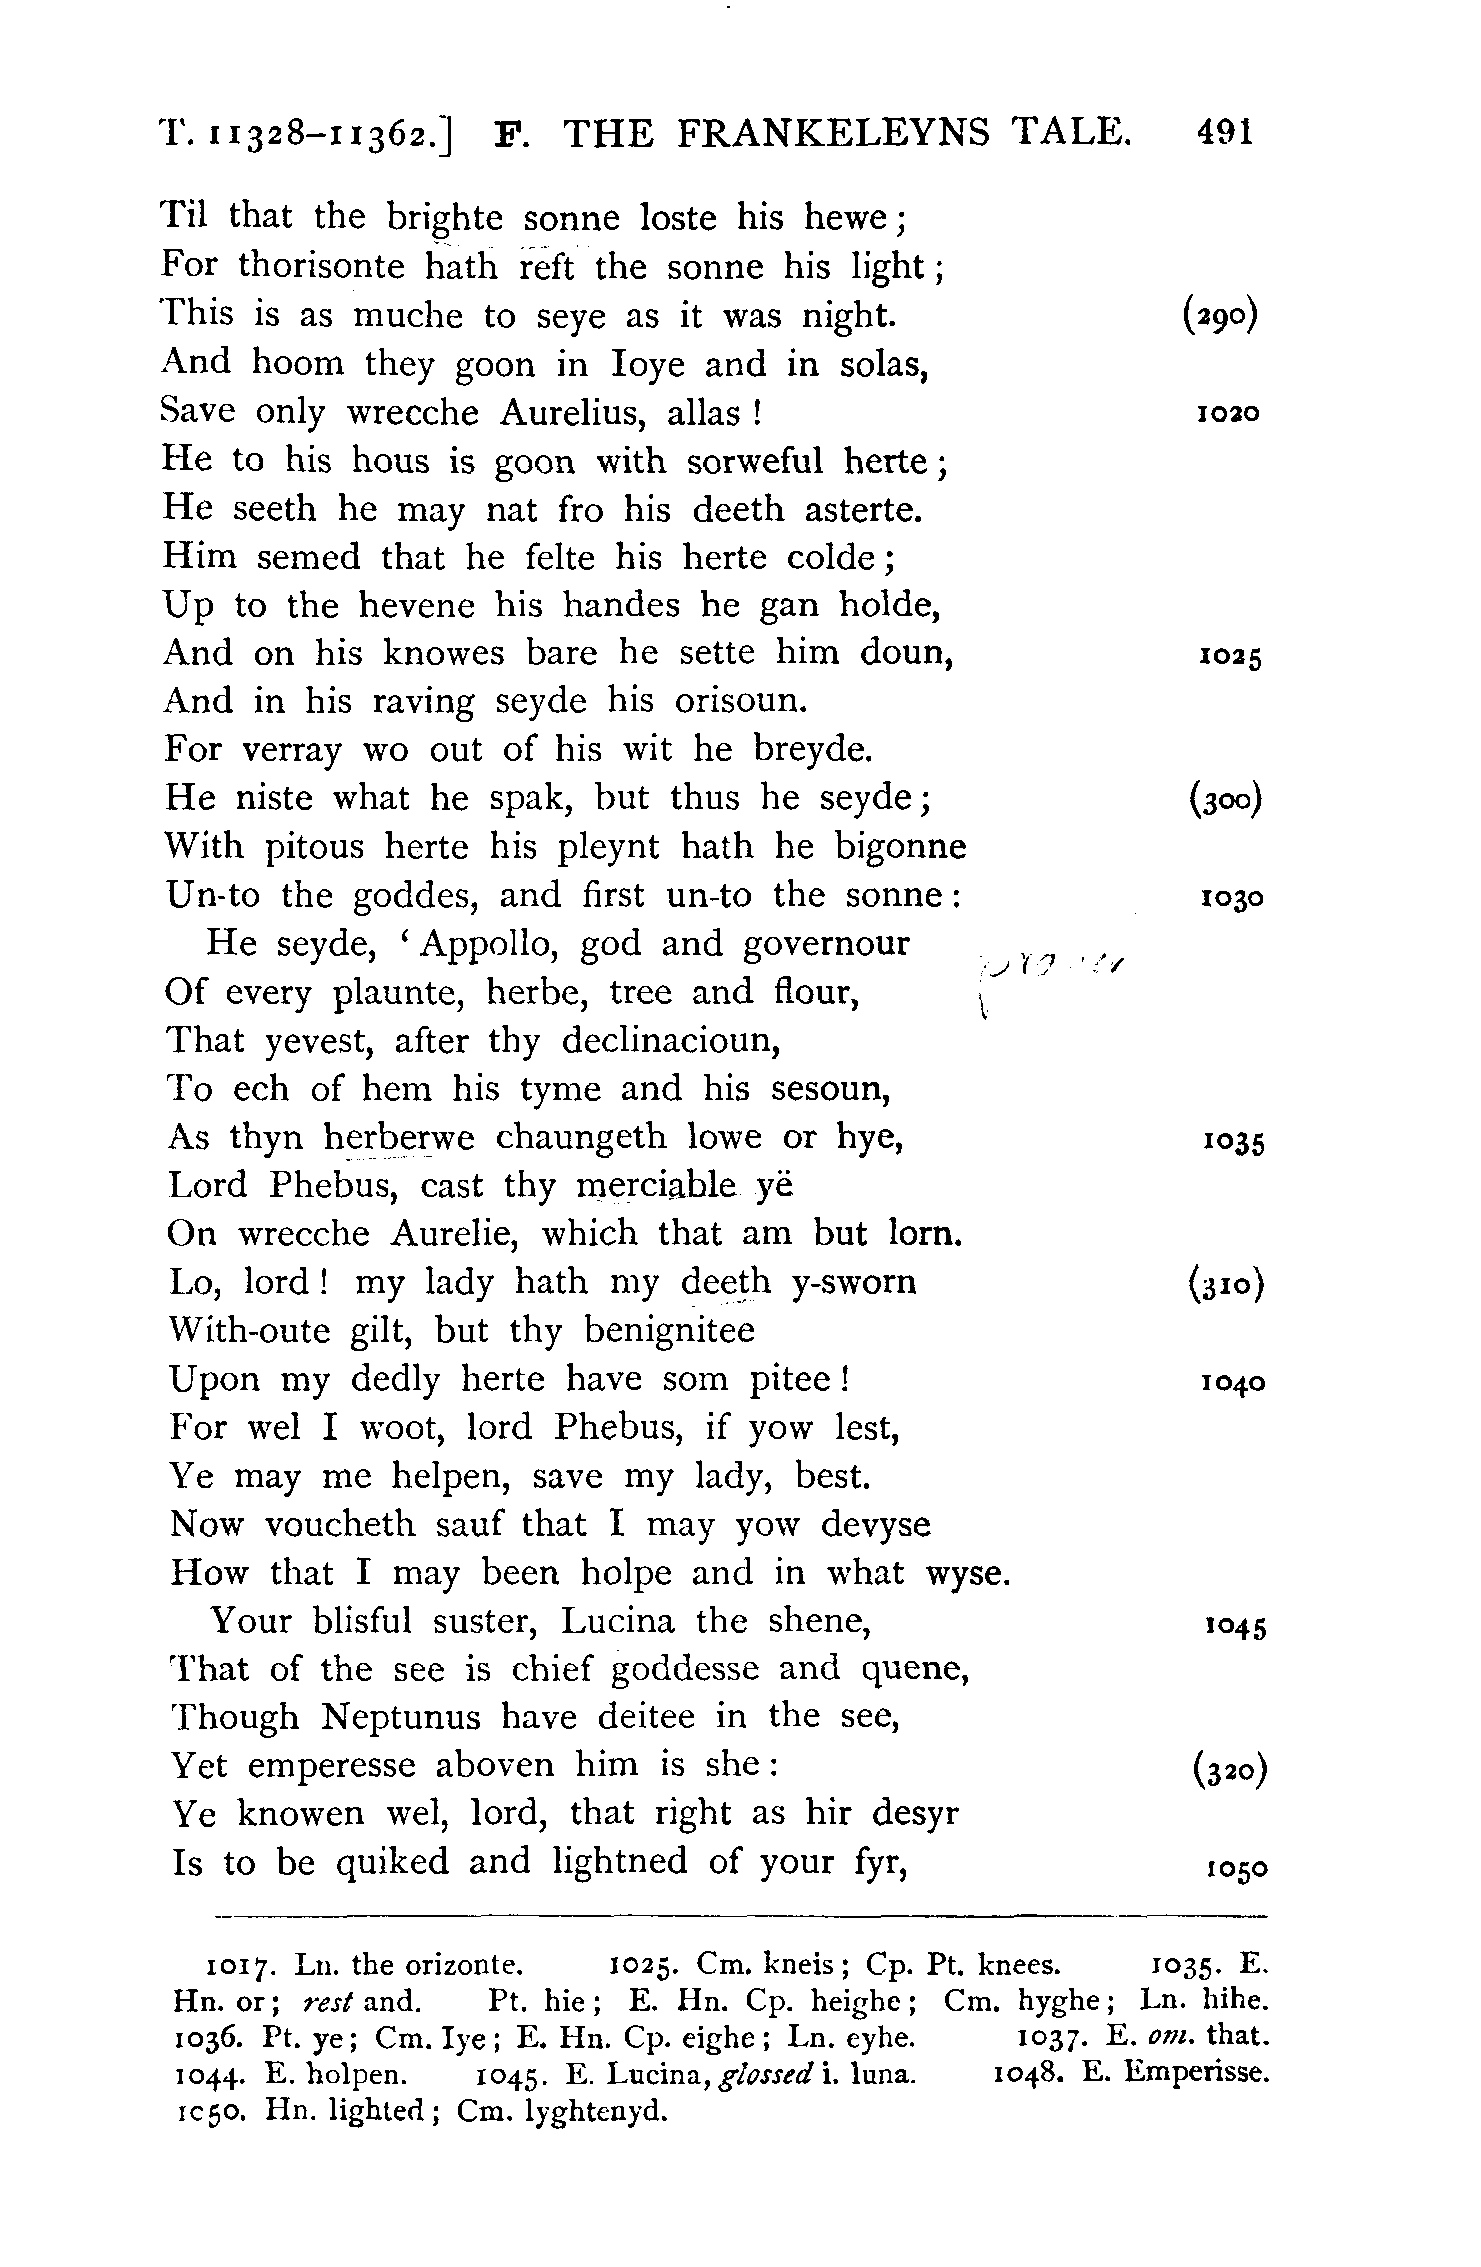 T. 11328–11362.] F. THE FRANKELEYNS TALE. 491
Til that the brighte sonne loste his hewe ;
For thorisonte hath reft the sonne his light ;
This is as muche to seye as it was night. (290)
And hoom they goon in Ioye and in solas,
Save only wrecche Aurelius, allas ! 1020
He to his hous is goon with sorweful herte ;
He seeth he may nat fro his deeth asterte.
Him semed that he felte his herte colde ;
Up to the hevene his handes he gan holde,
And on his knowes bare he sette him doun, 1025
And in his raving seyde his orisoun.
For verray wo out of his wit he breyde.
He niste what he spak, but thus he seyde ; (300)
With pitous herte his pleynt hath he bigonne
Un-to the goddes, and first un-to the sonne : 1030
He seyde, ‘ Appollo, god and governour
Of every plaunte, herbe, tree and flour,
That yevest, after thy declinacioun,
To ech of hem his tyme and his sesoun,
As thyn herberwe chaungeth lowe or hye, 1035
Lord Phebus, cast thy merciable yë
On wrecche Aurelie, which that am but lorn.
Lo, lord ! my lady hath my deeth y-sworn (310)
With-oute gilt, but thy benignitee
Upon my dedly herte have som pitee ! 1040
For wel I woot, lord Phebus, if yow lest,
Ye may me helpen, save my lady, best.
Now voucheth sauf that I may yow devyse
How that I may been holpe and in what wyse.
Your blisful suster, Lucina the shene, 1045
That of the see is chief goddesse and quene,
Though Neptunus have deitee in the see,
Yet emperesse aboven him is she : (320)
Ye knowen wel, lord, that right as hir desyr
Is to be quiked and lightned of your fyr, 1050
1017. Ln. the orizonte. 1025. Cm. kneis ; Cp. Pt. knees. 1035. E.
Hn. or ; rest and. Pt. hie ; E. Hn. Cp. heighe ; Cm. hyghe ; Ln. hihe.
1036. Pt. ye ; Cm. Iye ; E. Hn. Cp. eighe ; Ln. eyhe. 1037. E. om. that.
1044. E. holpen. 1045. E. Lucina, glossed i. luna. 1048. E. Emperisse.
1050. Hn. lighted ; Cm. lyghtenyd.